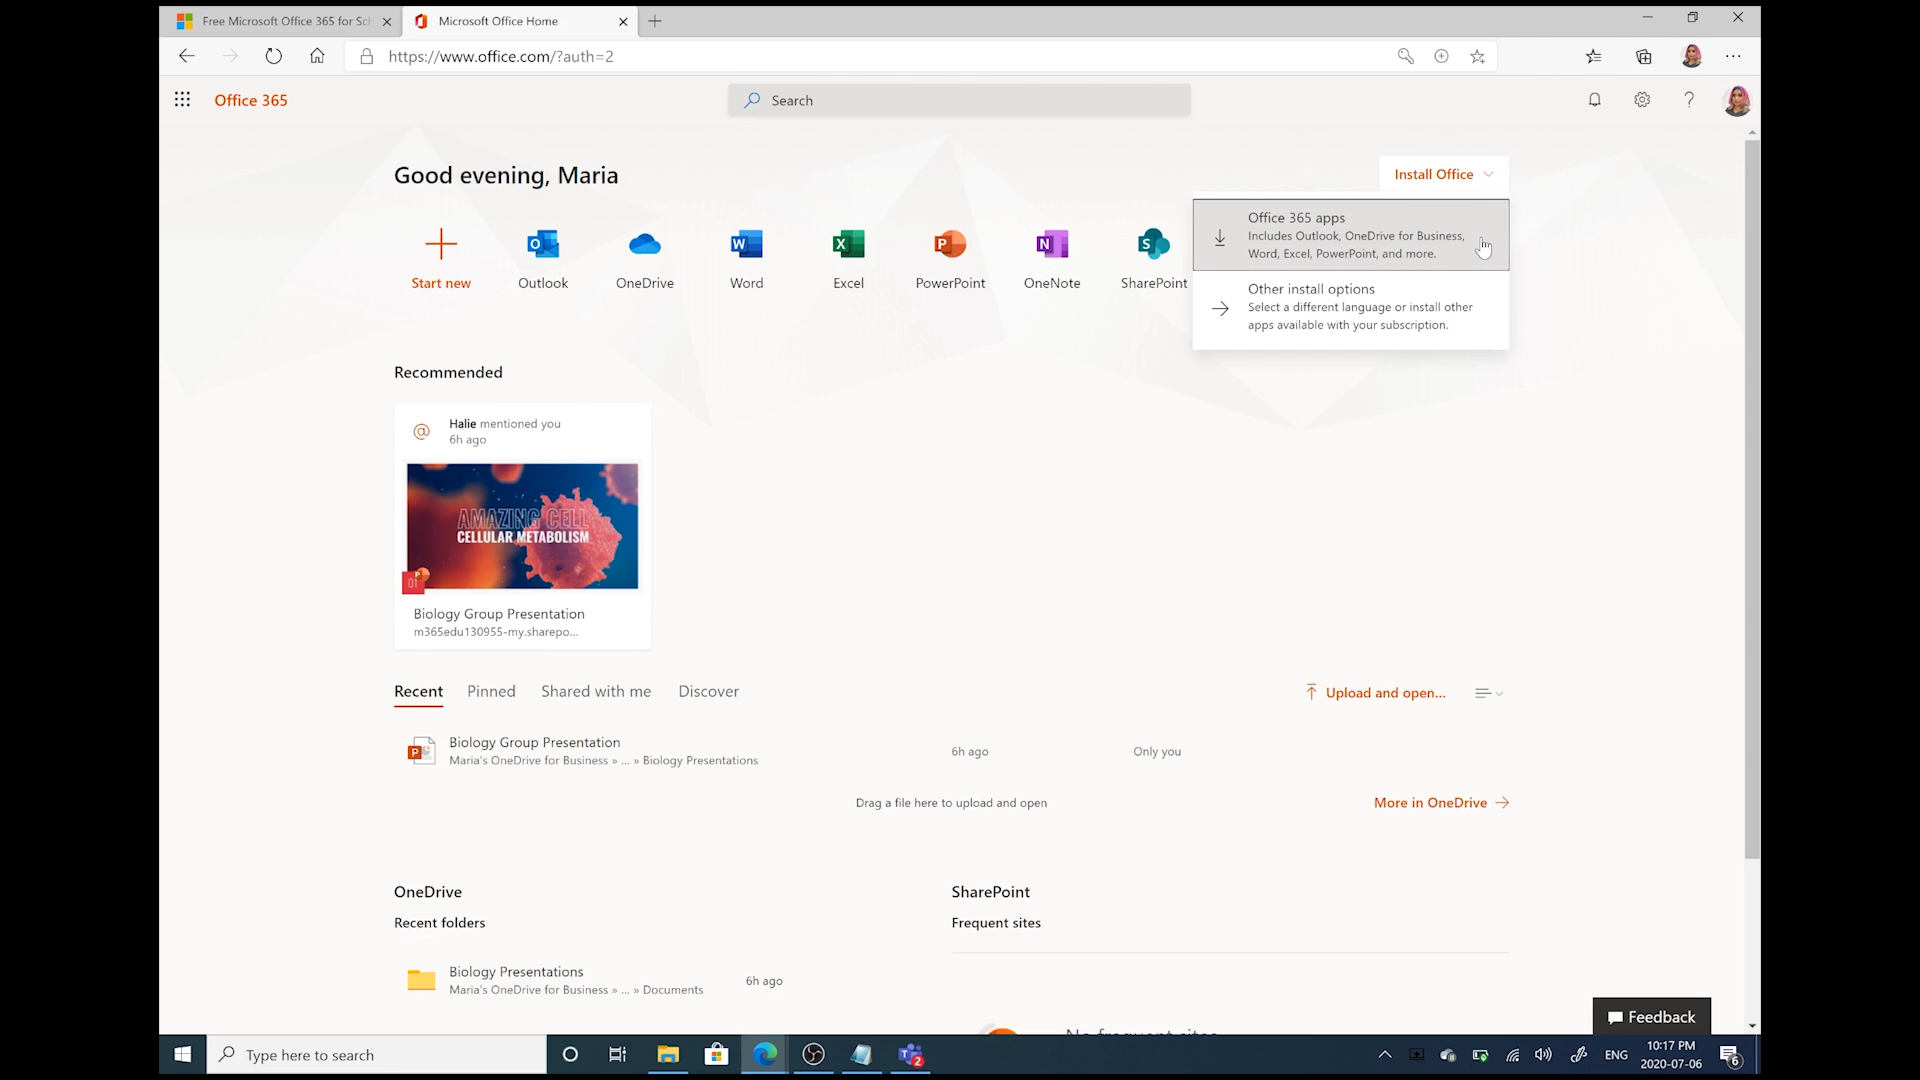 Free Microsoft Office 365 for Sch
Microsoft Office Home
https://www.office.com/?auth=2
Office 365
Search
Good evening, Maria
Install Office
Office 365 apps
Includes Outlook, OneDrive for Business,
Word, Excel, PowerPoint, and more.
Other install options
Select a different language or install other
apps available with your subscription.
Start new
Outlook
OneDrive
Word
Excel
PowerPoint
OneNote
SharePoint
Recommended
Halie mentioned you
6h ago
AMAZING CELL
CELLULAR METABOLISM
01
Biology Group Presentation
m365edu130955-my.sharepo...
Recent Pinned Shared with me Discover
Upload and open...
Biology Group Presentation
Maria's OneDrive for Business » ... » Biology Presentations
6h ago
Only you
Drag a file here to upload and open
More in OneDrive
OneDrive
Recent folders
Biology Presentations
Maria's OneDrive for Business » ... » Documents
6h ago
SharePoint
Frequent sites
No frequent sites
Feedback
Type here to search
2
ENG
10:17 PM
2020-07-06
6